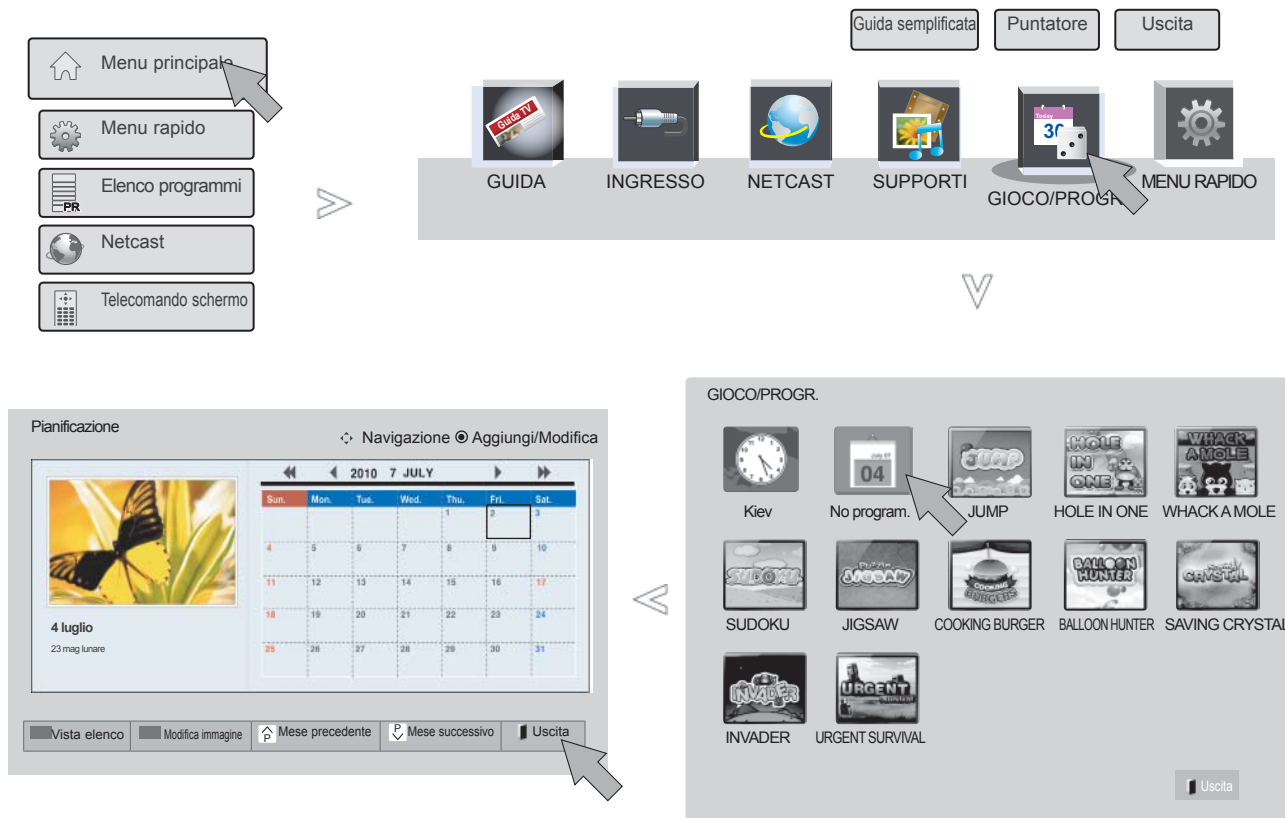 Guida semplificata Puntatore Uscita
Menu principale
Menu rapido
Elenco programmi
PR
Netcast
Telecomando schermo
Guida TV
Today
30
GUIDA INGRESSO NETCAST SUPPORTI GIOCO/PROGR. MENU RAPIDO
GIOCO/PROGR.
July 07
04
JUMP
HOLE IN ONE
WHACK A MOLE
Kiev No program. JUMP HOLE IN ONE WHACK A MOLE
SUDOKU
Puzzle JIGSAW
COOKING BURGERS
BALLOON HUNTER
CRYSTAL
SUDOKU JIGSAW COOKING BURGER BALLOON HUNTER SAVING CRYSTAL
INVADER
URGENT Survival
INVADER URGENT SURVIVAL
Uscita
Pianificazione
Navigazione Aggiungi/Modifica
2010 7 JULY
Sun. Mon. Tue. Wed. Thu. Fri. Sat.
1 2 3
4 5 6 7 8 9 10
11 12 13 14 15 16 17
18 19 20 21 22 23 24
25 26 27 28 29 30 31
4 luglio
23 mag lunare
Vista elenco Modifica immagine P Mese precedente P Mese successivo Uscita